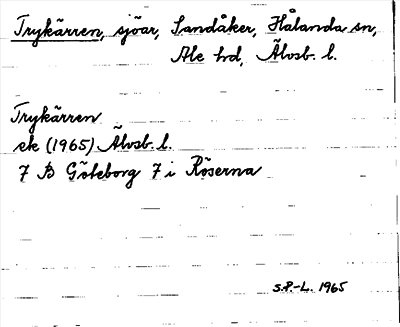 Trykärren, sjöar, Sandåker, Hålanda sn,
Ale hd, Älvsb. l.
Trykärren
ek (1965) Älvsb. l.
7 B Göteborg 7 i Röserna
S.P.-L. 1965